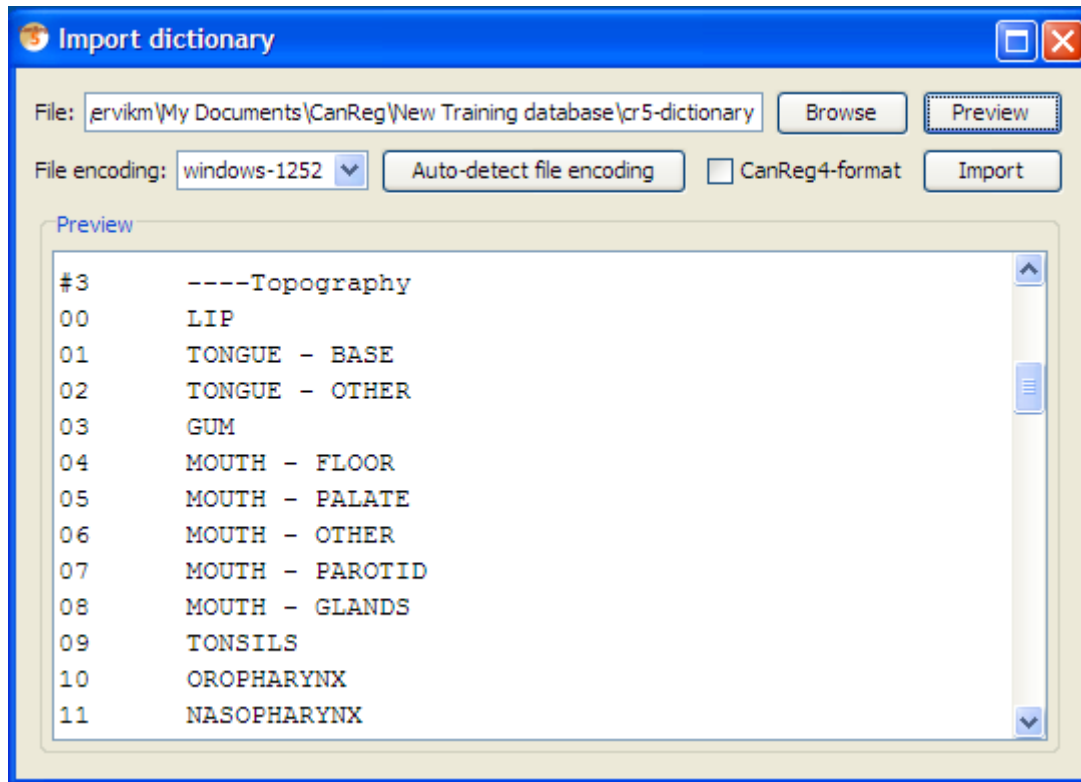 Import dictionary
File: ervikm\My Documents\CanReg\New Training database\cr5-dictionary Browse Preview
File encoding: windows-1252 Auto-detect file encoding CanReg4-format Import
Preview
#3 ----Topography
00 LIP
01 TONGUE - BASE
02 TONGUE - OTHER
03 GUM
04 MOUTH - FLOOR
05 MOUTH - PALATE
06 MOUTH - OTHER
07 MOUTH - PAROTID
08 MOUTH - GLANDS
09 TONSILS
10 OROPHARYNX
11 NASOPHARYNX